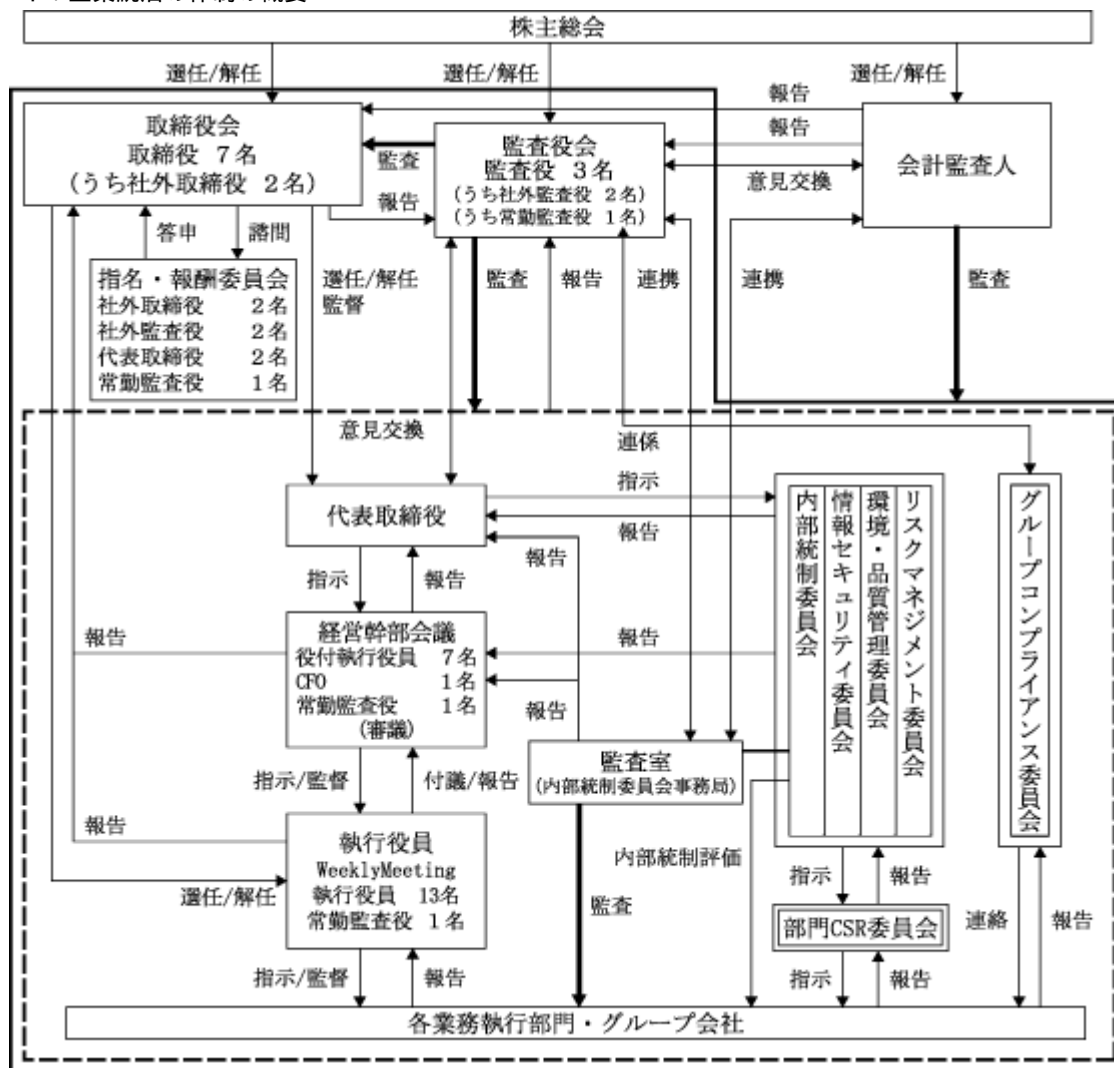 株主総会
選任/解任
選任/解任
選任/解任
取締役会
取締役 7名
(うち社外取締役 2名)
監査
報告
監査役会
監査役 3名
(うち社外監査役 2名)
(うち常勤監査役 1名)
報告
報告
意見交換
会計監査人
答申
諮問
指名・報酬委員会
社外取締役 2名
社外監査役 2名
代表取締役 2名
常勤監査役 1名
選任/解任
監督
監査
報告
連携
連携
監査
意見交換
連係
代表取締役
指示
報告
報告
指示
報告
経営幹部会議
役付執行役員 7名
CFO 1名
常勤監査役 1名
(審議)
報告
報告
報告
内部統制委員会
情報セキュリティ委員会
環境・品質管理委員会
リスクマネジメント委員会
グループコンプライアンス委員会
監査室
(内部統制委員会事務局)
指示/監督
付議/報告
報告
執行役員
WeeklyMeeting
執行役員 13名
常勤監査役 1名
選任/解任
内部統制評価
監査
指示
報告
部門CSR委員会
連絡
報告
指示/監督
報告
指示
報告
各業務執行部門・グループ会社